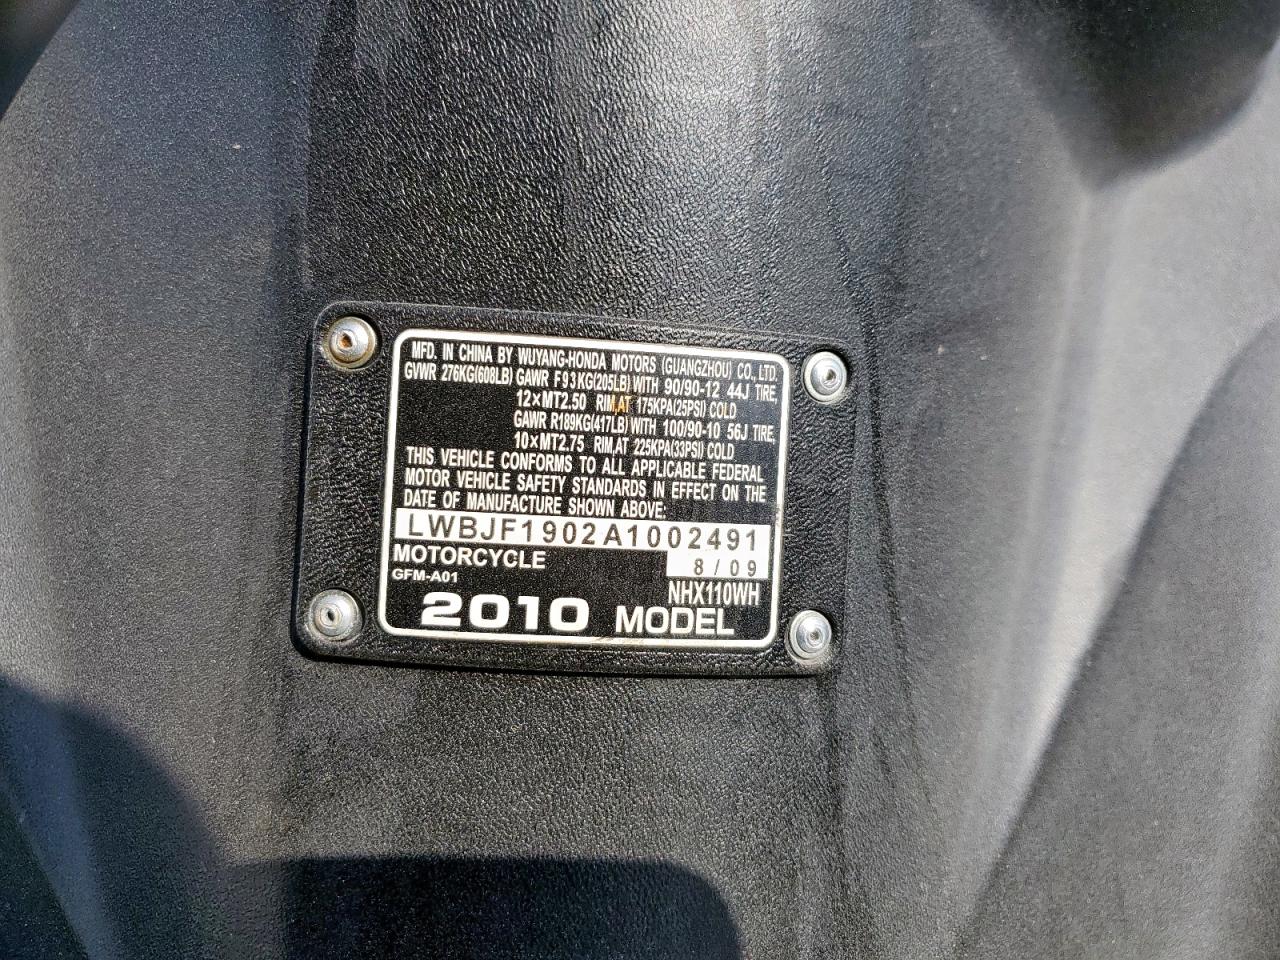 MFD. IN CHINA BY WUYANG-HONDA MOTORS (GUANGZHOU) CO., LTD.
GVWR 276KG(608LB) GAWR F93KG(205LB)WITH 90/90-12 44J TIRE,
12×MT2.50 RIM,AT 175KPA(25PSI) COLD
GAWR R189KG(417LB)WITH 100/90-10 56J TIRE,
10×MT2.75 RIM,AT 225KPA(33PSI) COLD
THIS VEHICLE CONFORMS TO ALL APPLICABLE FEDERAL
MOTOR VEHICLE SAFETY STANDARDS IN EFFECT ON THE
DATE OF MANUFACTURE SHOWN ABOVE:
LWBJF1902A1002491
MOTORCYCLE 8/09
GFM-A01 NHX110WH
2010 MODEL